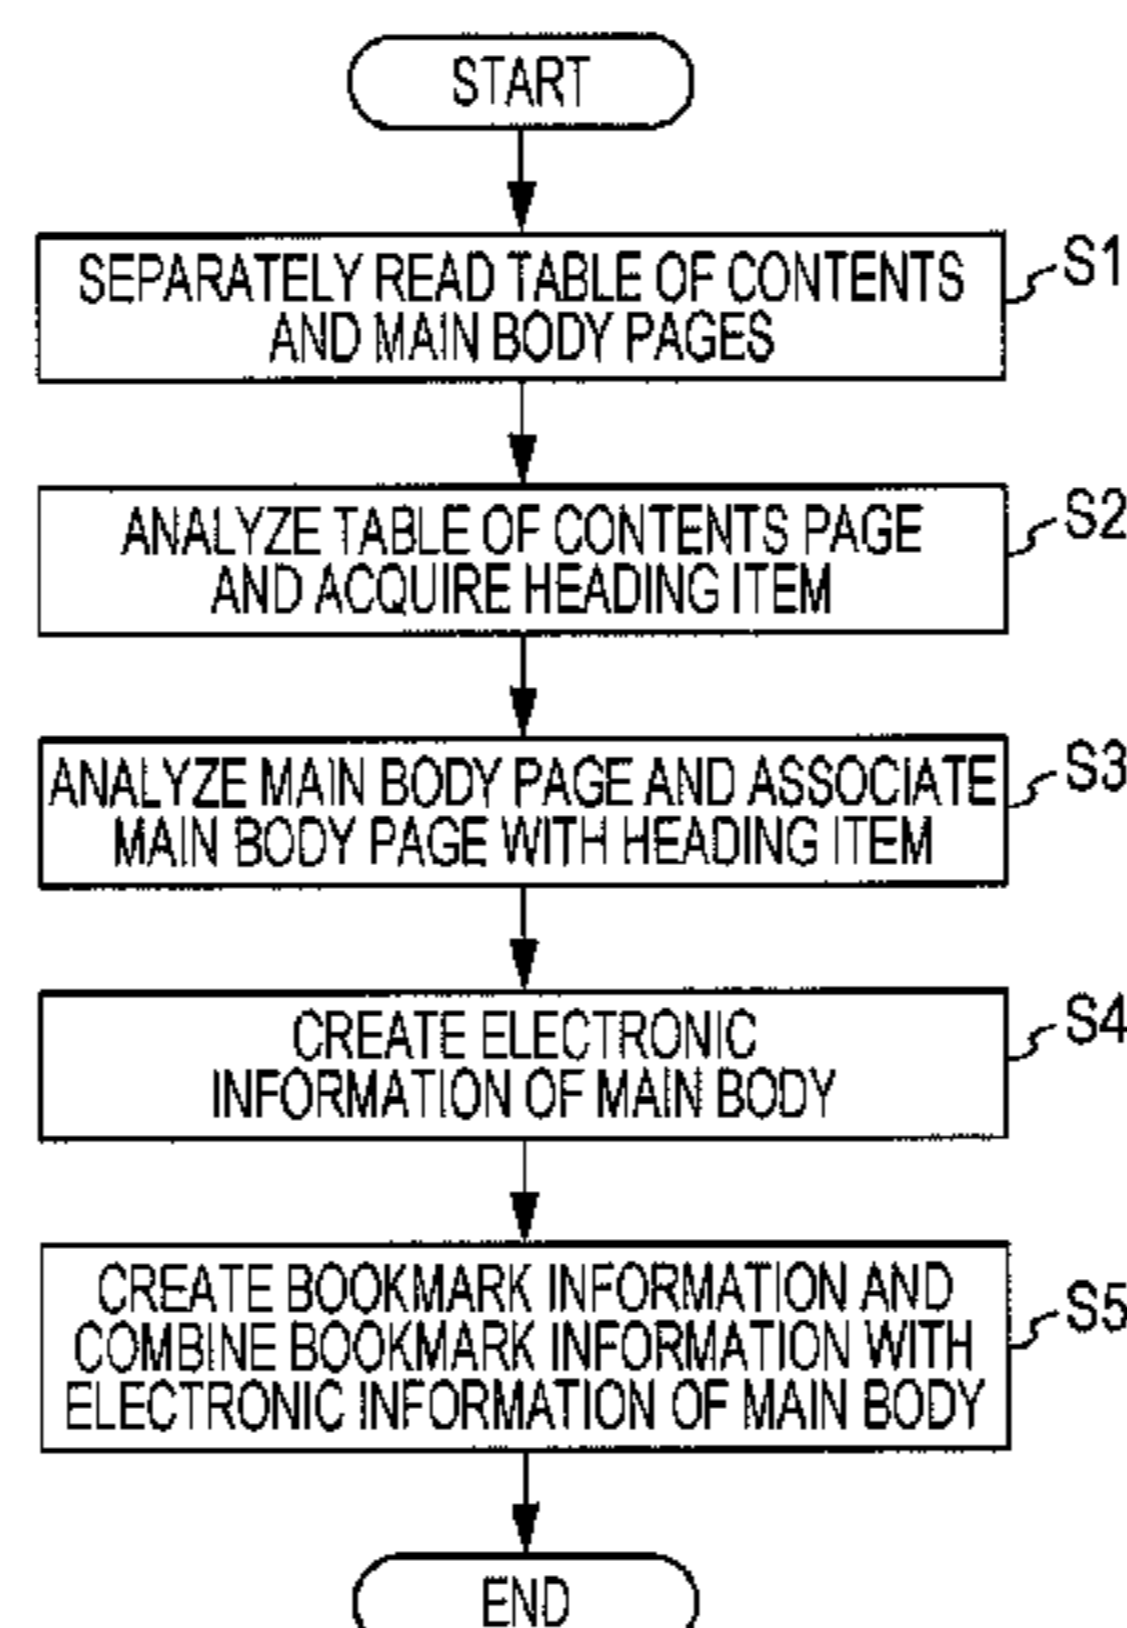 START
SEPARATELY READ TABLE OF CONTENTS
AND MAIN BODY PAGES
S1
ANALYZE TABLE OF CONTENTS PAGE
AND ACQUIRE HEADING ITEM
S2
ANALYZE MAIN BODY PAGE AND ASSOCIATE
MAIN BODY PAGE WITH HEADING ITEM
S3
CREATE ELECTRONIC
INFORMATION OF MAIN BODY
S4
CREATE BOOKMARK INFORMATION AND
COMBINE BOOKMARK INFORMATION WITH
ELECTRONIC INFORMATION OF MAIN BODY
S5
END